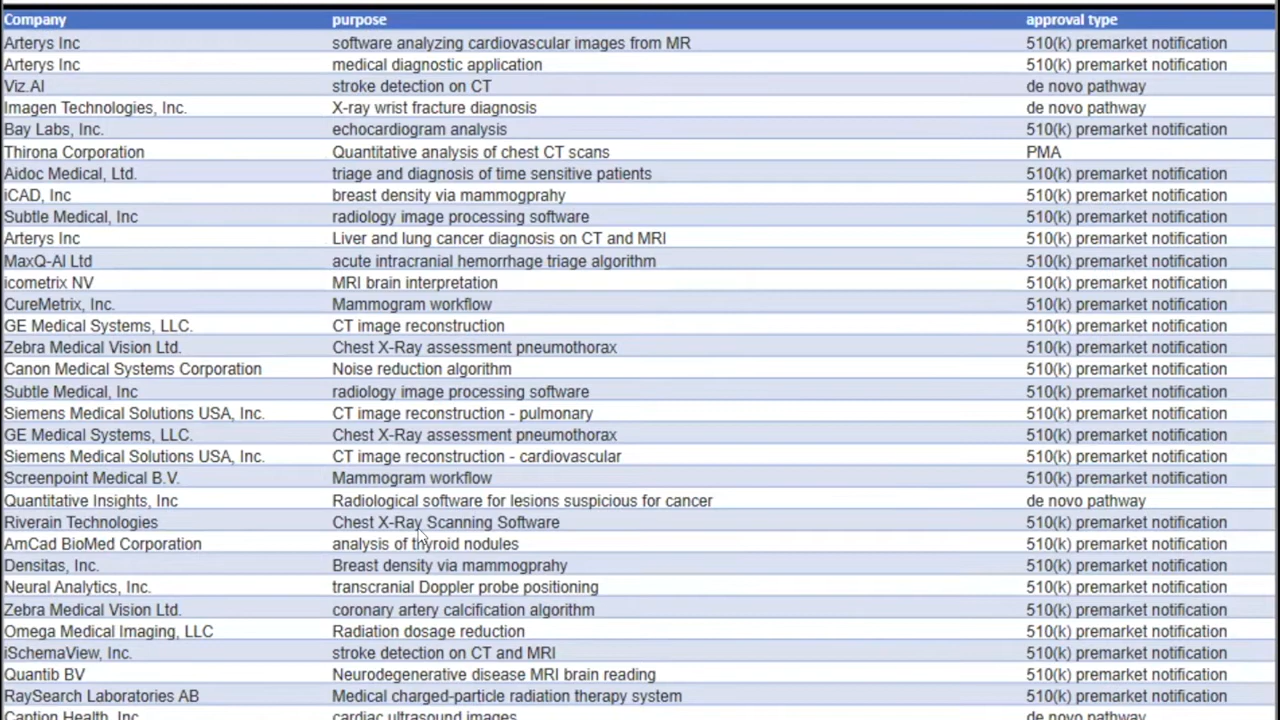 Company purpose approval type
Arterys Inc software analyzing cardiovascular images from MR 510(k) premarket notification
Arterys Inc medical diagnostic application 510(k) premarket notification
Viz.AI stroke detection on CT de novo pathway
Imagen Technologies, Inc. X-ray wrist fracture diagnosis de novo pathway
Bay Labs, Inc. echocardiogram analysis 510(k) premarket notification
Thirona Corporation Quantitative analysis of chest CT scans PMA
Aidoc Medical, Ltd. triage and diagnosis of time sensitive patients 510(k) premarket notification
iCAD, Inc breast density via mammogprahy 510(k) premarket notification
Subtle Medical, Inc radiology image processing software 510(k) premarket notification
Arterys Inc Liver and lung cancer diagnosis on CT and MRI 510(k) premarket notification
MaxQ-AI Ltd acute intracranial hemorrhage triage algorithm 510(k) premarket notification
icometrix NV MRI brain interpretation 510(k) premarket notification
CureMetrix, Inc. Mammogram workflow 510(k) premarket notification
GE Medical Systems, LLC. CT image reconstruction 510(k) premarket notification
Zebra Medical Vision Ltd. Chest X-Ray assessment pneumothorax 510(k) premarket notification
Canon Medical Systems Corporation Noise reduction algorithm 510(k) premarket notification
Subtle Medical, Inc radiology image processing software 510(k) premarket notification
Siemens Medical Solutions USA, Inc. CT image reconstruction - pulmonary 510(k) premarket notification
GE Medical Systems, LLC. Chest X-Ray assessment pneumothorax 510(k) premarket notification
Siemens Medical Solutions USA, Inc. CT image reconstruction - cardiovascular 510(k) premarket notification
Screenpoint Medical B.V. Mammogram workflow 510(k) premarket notification
Quantitative Insights, Inc Radiological software for lesions suspicious for cancer de novo pathway
Riverain Technologies Chest X-Ray Scanning Software 510(k) premarket notification
AmCad BioMed Corporation analysis of thyroid nodules 510(k) premarket notification
Densitas, Inc. Breast density via mammogprahy 510(k) premarket notification
Neural Analytics, Inc. transcranial Doppler probe positioning 510(k) premarket notification
Zebra Medical Vision Ltd. coronary artery calcification algorithm 510(k) premarket notification
Omega Medical Imaging, LLC Radiation dosage reduction 510(k) premarket notification
iSchemaView, Inc. stroke detection on CT and MRI 510(k) premarket notification
Quantib BV Neurodegenerative disease MRI brain reading 510(k) premarket notification
RaySearch Laboratories AB Medical charged-particle radiation therapy system 510(k) premarket notification
Caption Health, Inc. cardiac ultrasound images de novo pathway